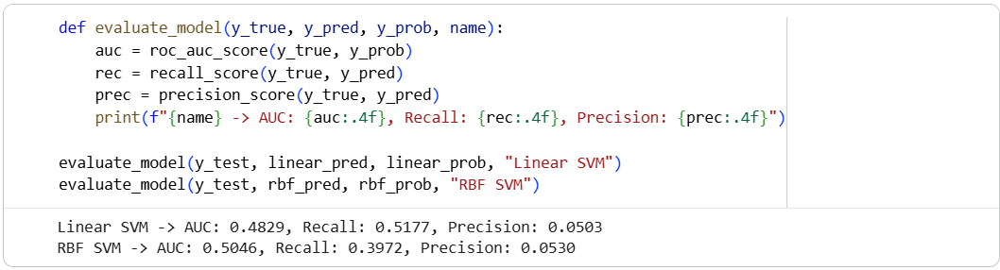 def evaluate_model(y_true, y_pred, y_prob, name):
    auc = roc_auc_score(y_true, y_prob)
    rec = recall_score(y_true, y_pred)
    prec = precision_score(y_true, y_pred)
    print(f"{name} -> AUC: {auc:.4f}, Recall: {rec:.4f}, Precision: {prec:.4f}")

evaluate_model(y_test, linear_pred, linear_prob, "Linear SVM")
evaluate_model(y_test, rbf_pred, rbf_prob, "RBF SVM")
Linear SVM -> AUC: 0.4829, Recall: 0.5177, Precision: 0.0503
RBF SVM -> AUC: 0.5046, Recall: 0.3972, Precision: 0.0530